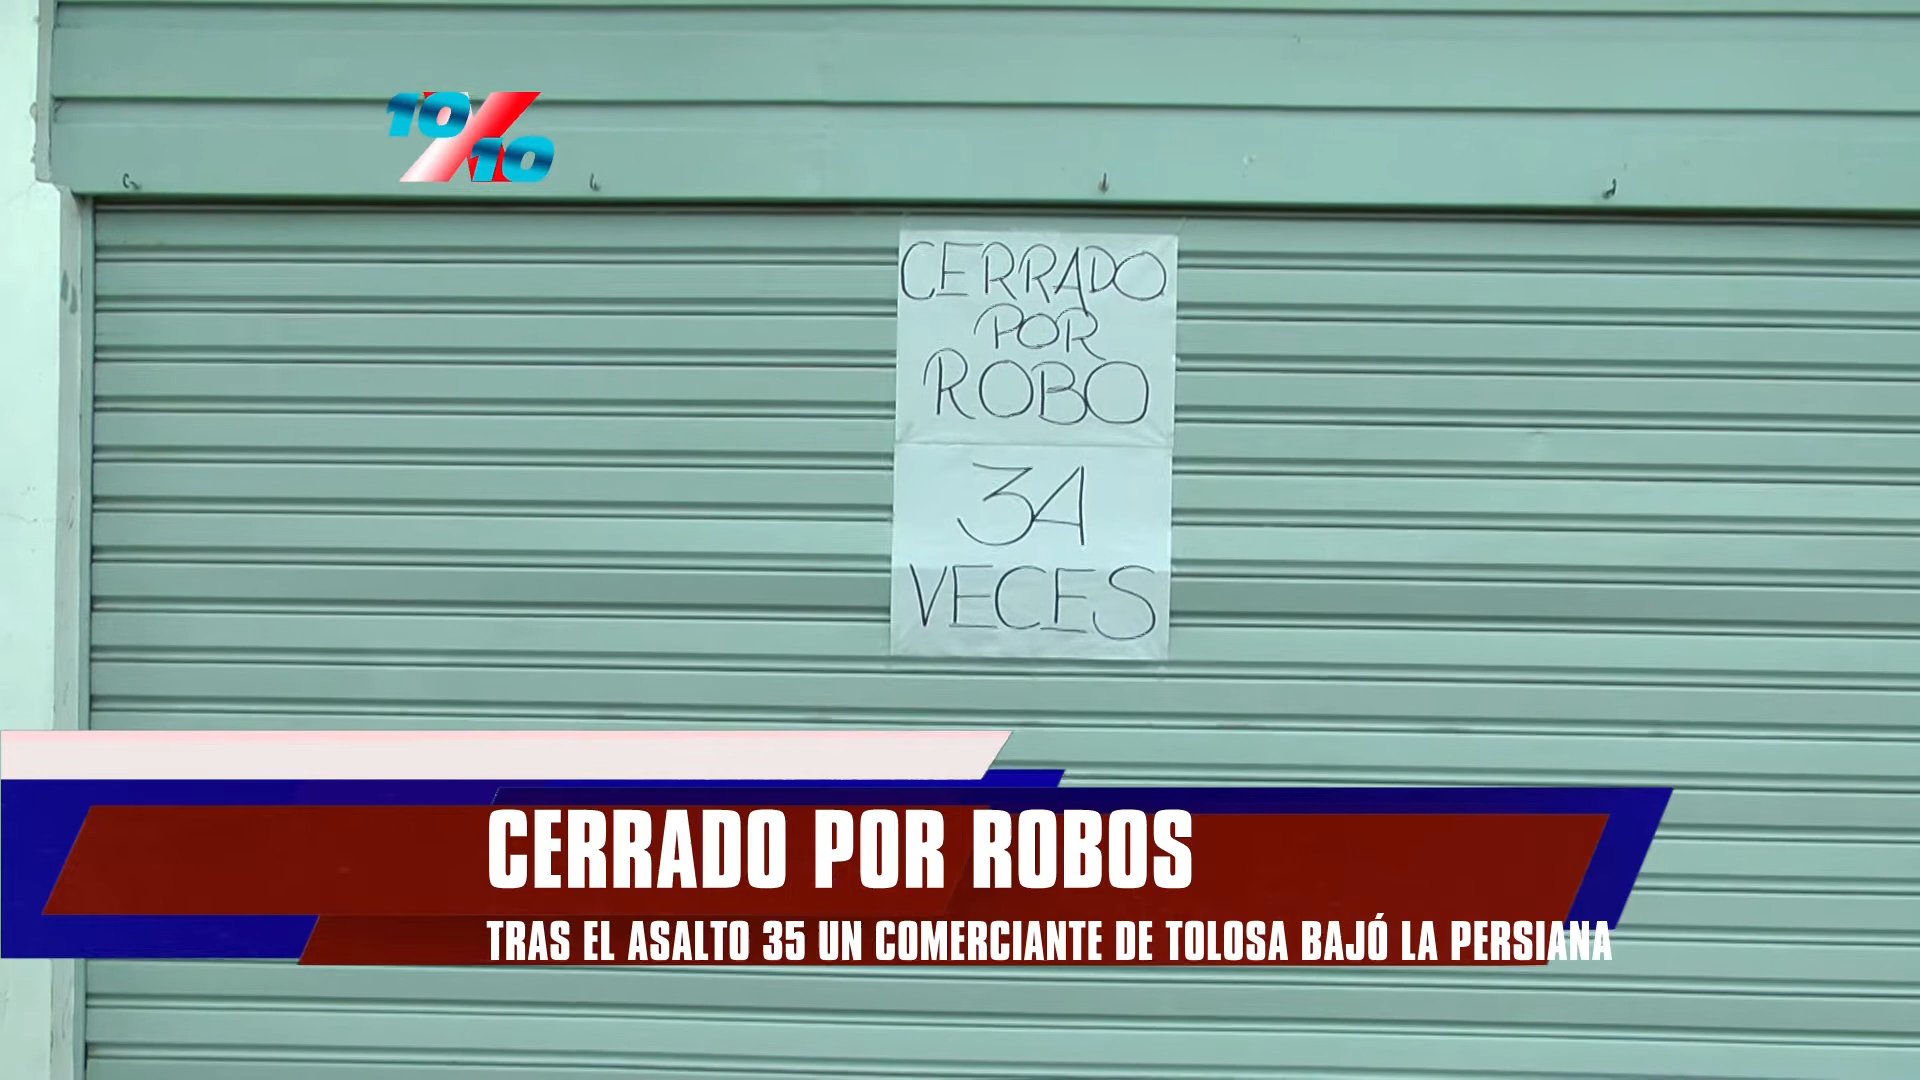 10
10
CERRADO
POR
ROBO
34
VECES
CERRADO POR ROBOS
TRAS EL ASALTO 35 UN COMERCIANTE DE TOLOSA BAJÓ LA PERSIANA